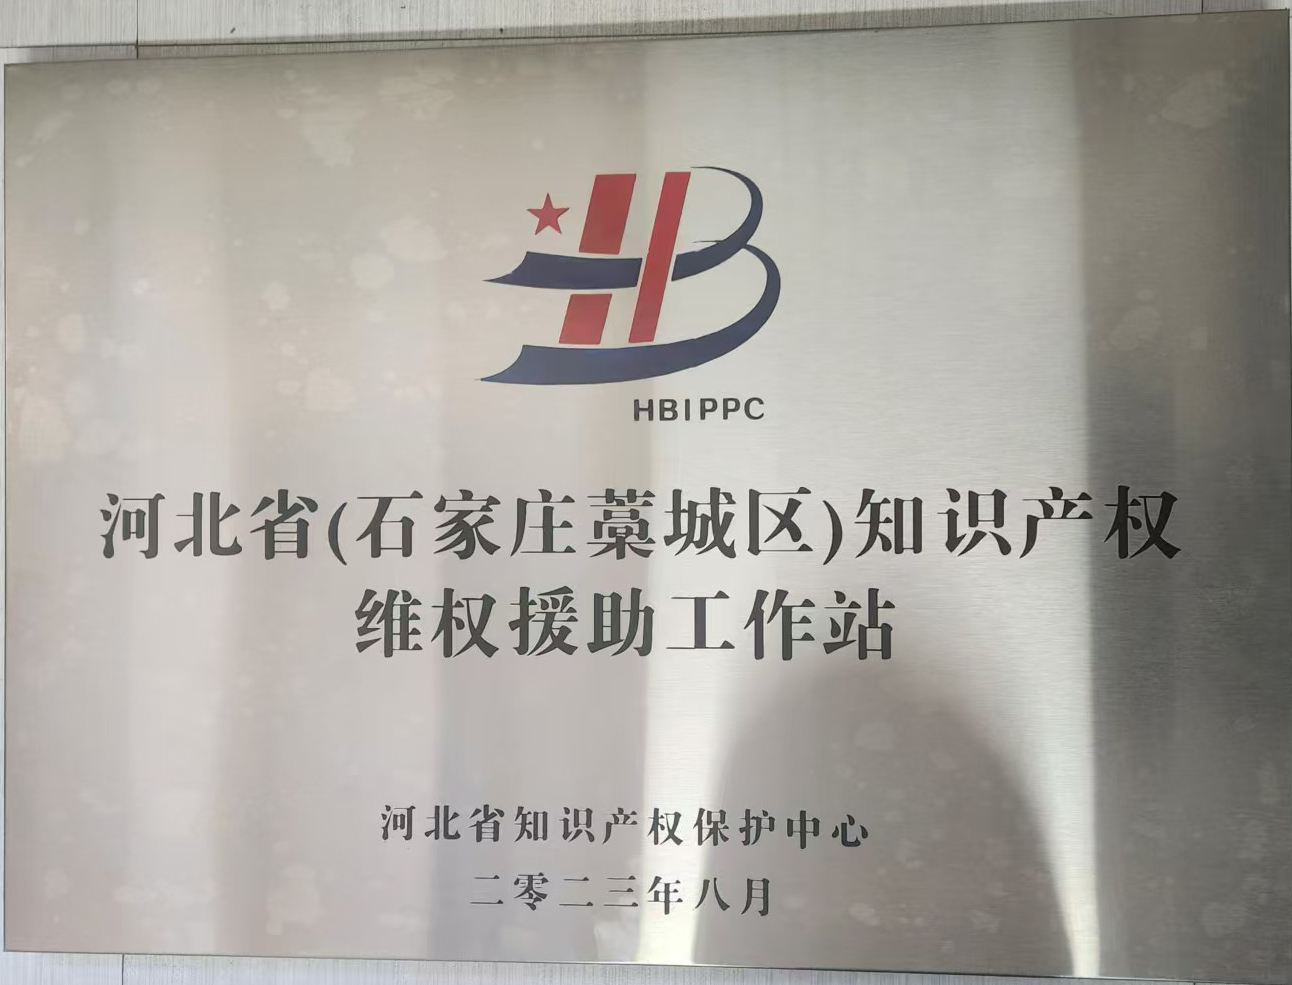 HBIPPC
河北省(石家庄藁城区)知识产权
维权援助工作站
河北省知识产权保护中心
二零二三年八月